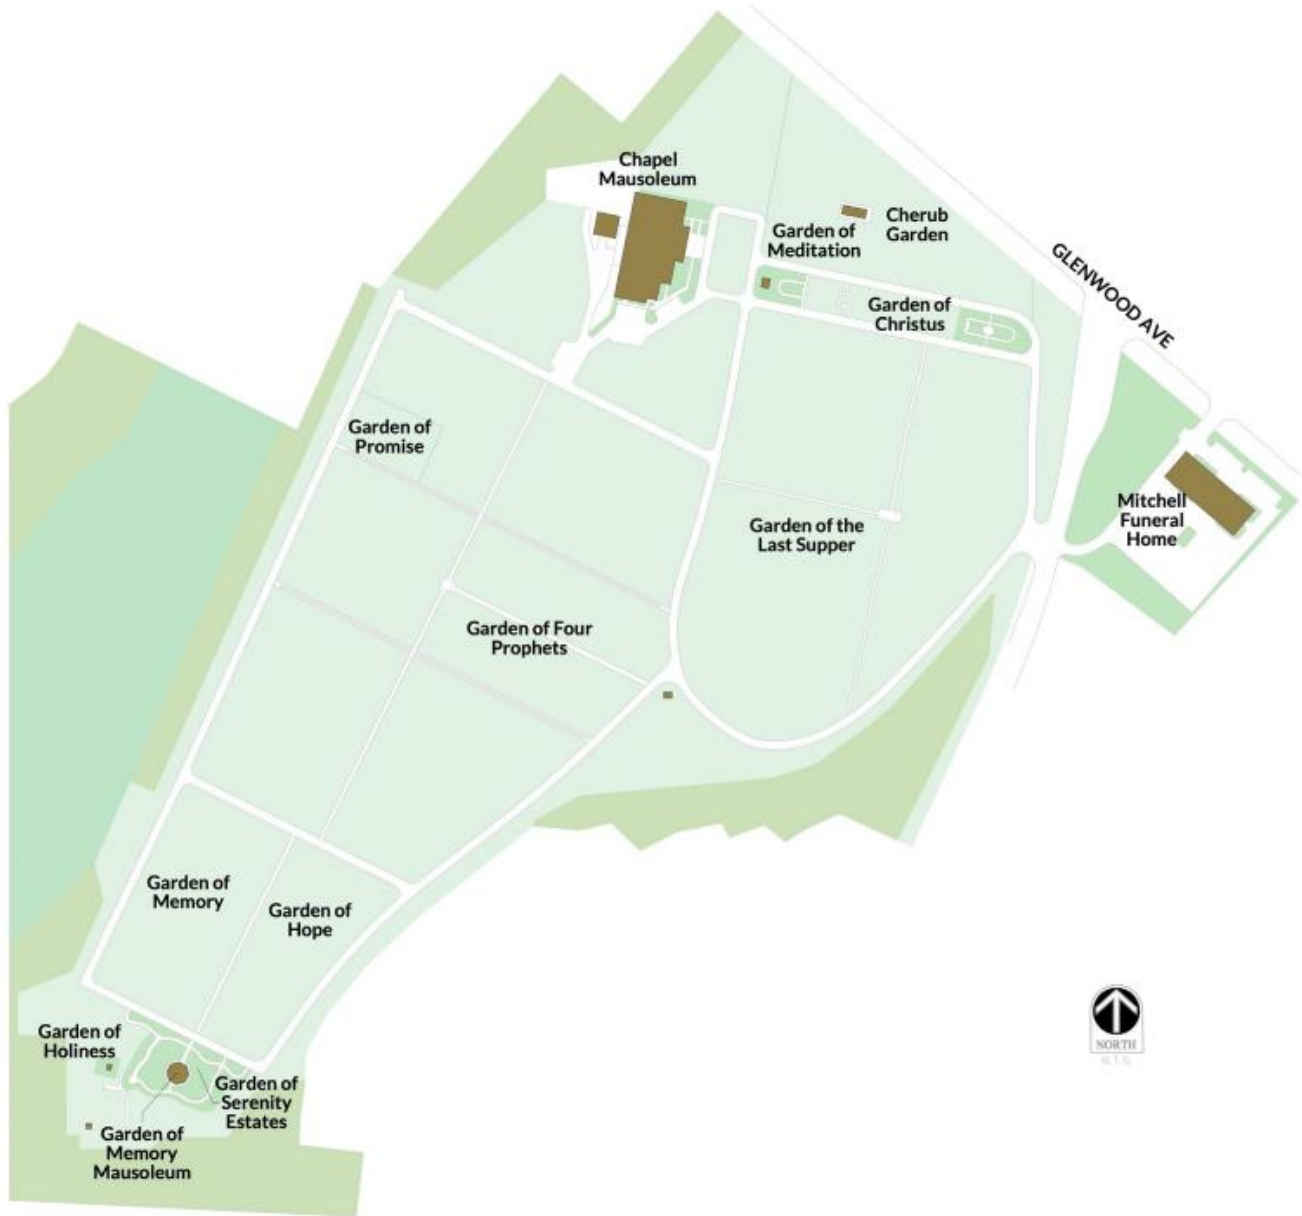 Chapel
Mausoleum
Cherub
Garden
Garden of
Meditation
GLENWOOD AVE
Garden of
Christus
Garden of
Promise
Mitchell
Funeral
Home
Garden of the
Last Supper
Garden of Four
Prophets
Garden of
Memory
Garden of
Hope
NORTH
N.T.S.
Garden of
Holiness
Garden of
Serenity
Estates
Garden of
Memory
Mausoleum